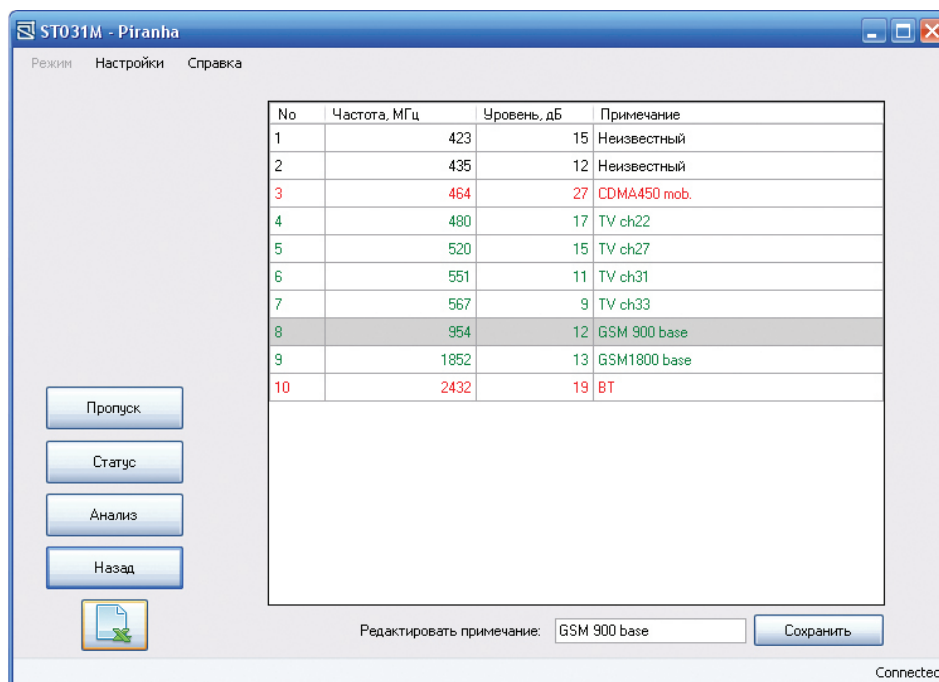 ST031M - Piranha
Режим Настройки Справка
No Частота, МГц Уровень, дБ Примечание
1 423 15 Неизвестный
2 435 12 Неизвестный
3 464 27 CDMA450 mob.
4 480 17 TV ch22
5 520 15 TV ch27
6 551 11 TV ch31
7 567 9 TV ch33
8 954 12 GSM 900 base
9 1852 13 GSM1800 base
10 2432 19 BT
Пропуск
Статус
Анализ
Назад
Редактировать примечание: GSM 900 base Сохранить
Connected